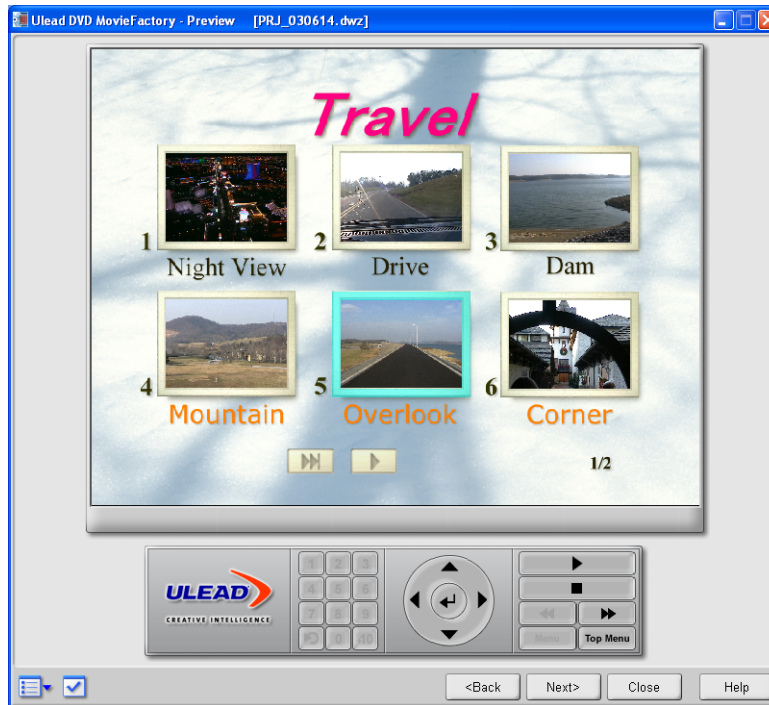 Ulead DVD MovieFactory - Preview [PRJ_030614.dwz]
Travel
1 2 3
Night View Drive Dam
4 5 6
Mountain Overlook Corner
1/2
1 2 3
4 5 6
7 8 9
0 10
ULEAD
CREATIVE INTELLIGENCE
Menu Top Menu
<Back Next> Close Help